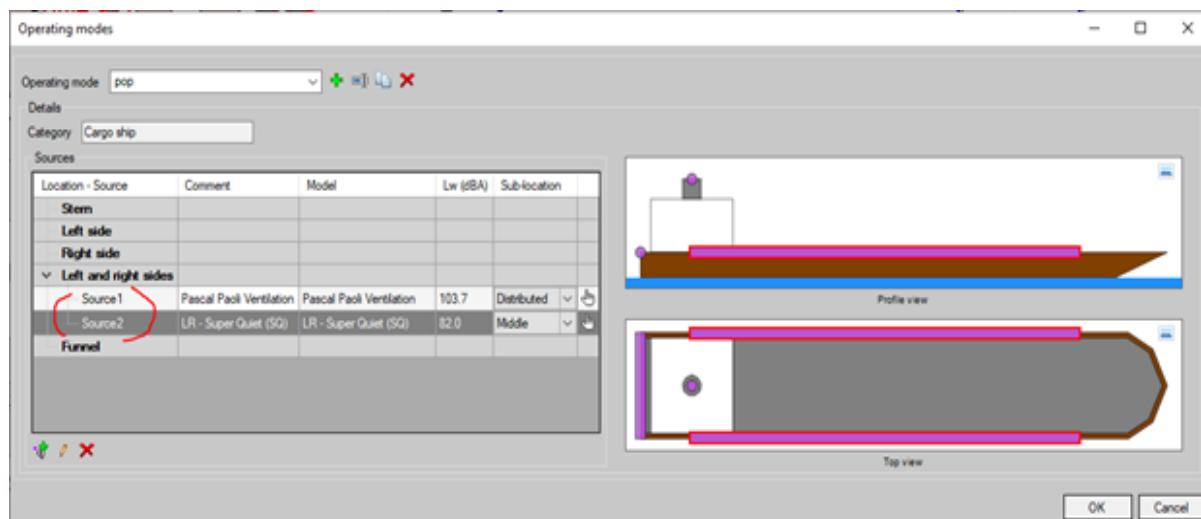 Operating modes
Operating mode pop
Details
Category Cargo ship
Sources
Location - Source Comment Model Lw (dBA) Sub-location
Stern
Left side
Right side
Left and right sides
Source1 Pascal Paoli Ventilation Pascal Paoli Ventilation 103.7 Distributed
Source2 LR - Super Quiet (SQ) LR - Super Quiet (SQ) 82.0 Middle
Funnel
Profile view
Top view
OK Cancel